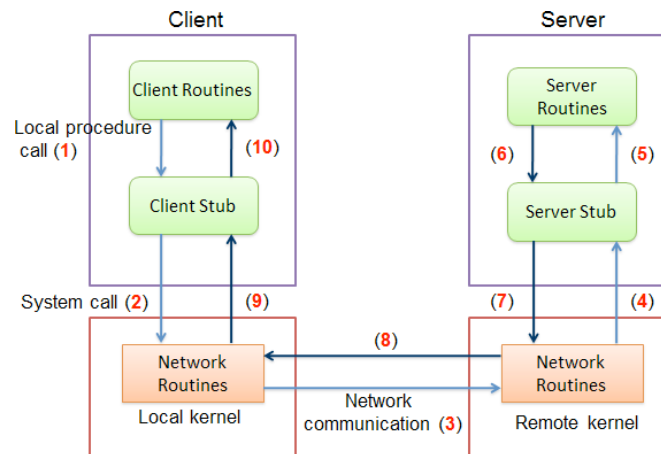 Client
Server
Client Routines
Server
Routines
Local procedure
call (1)
(10)
(6)
(5)
Client Stub
Server Stub
System call (2)
(9)
(7)
(4)
(8)
Network
Routines
Network
Routines
Local kernel
Network
communication (3)
Remote kernel